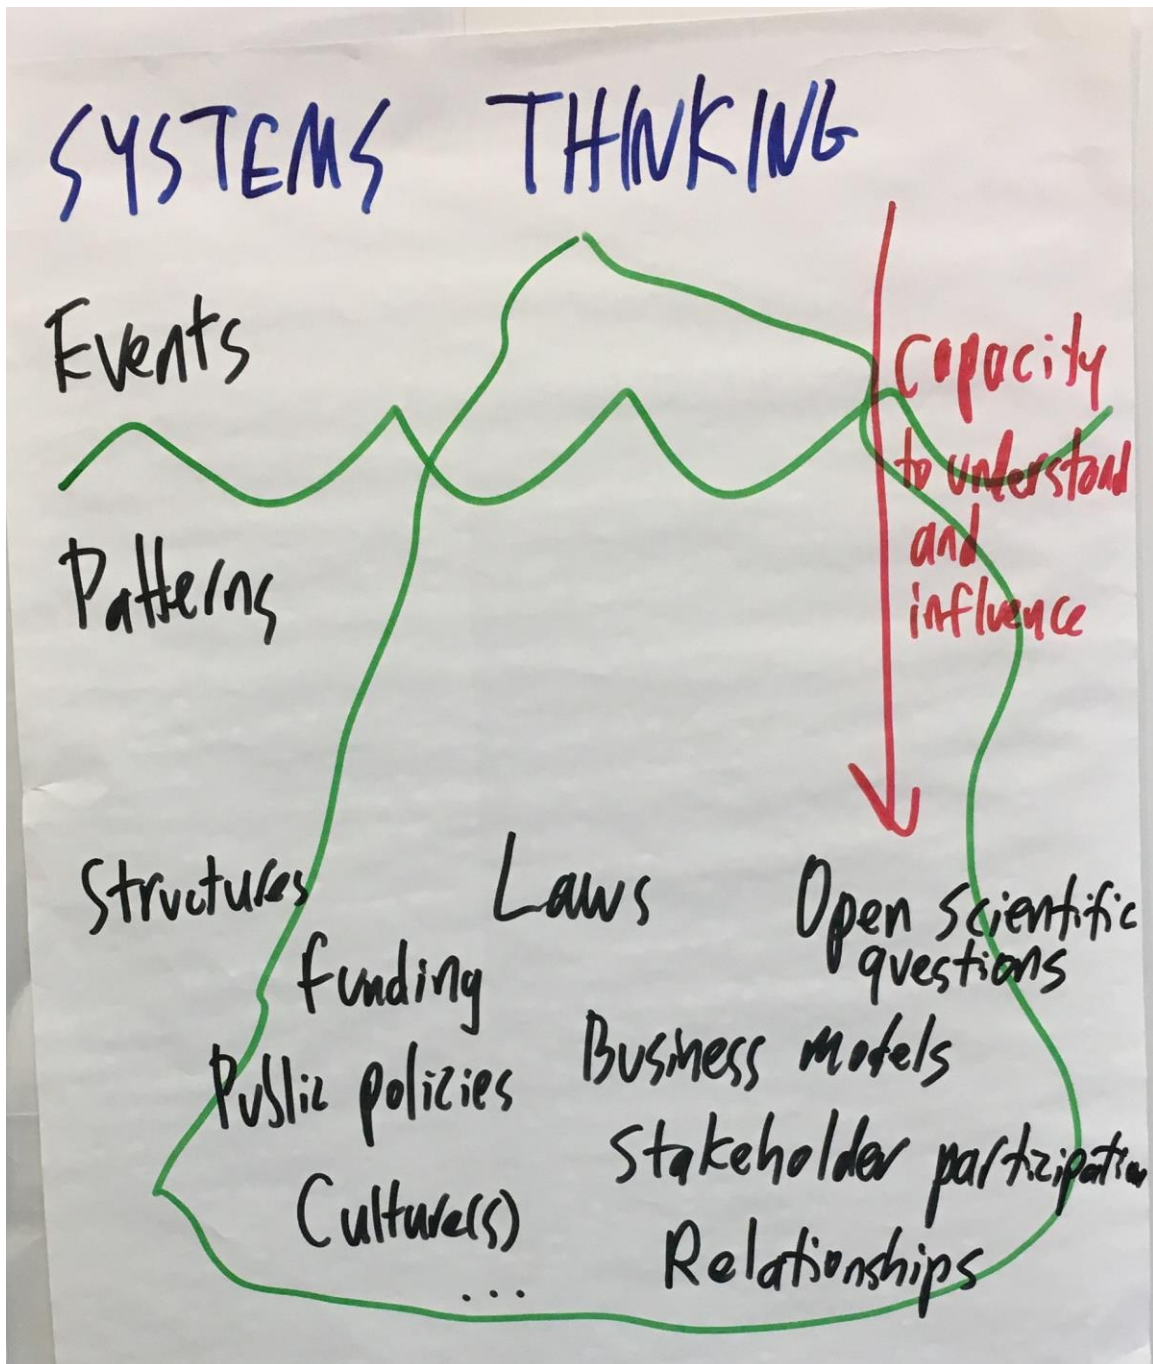 SYSTEMS THINKING
Events
Capacity
to understand
and
influence
Patterns
Structures
Laws
Open scientific
questions
funding
Business models
Public policies
Stakeholder participation
Culture(s)
Relationships
...